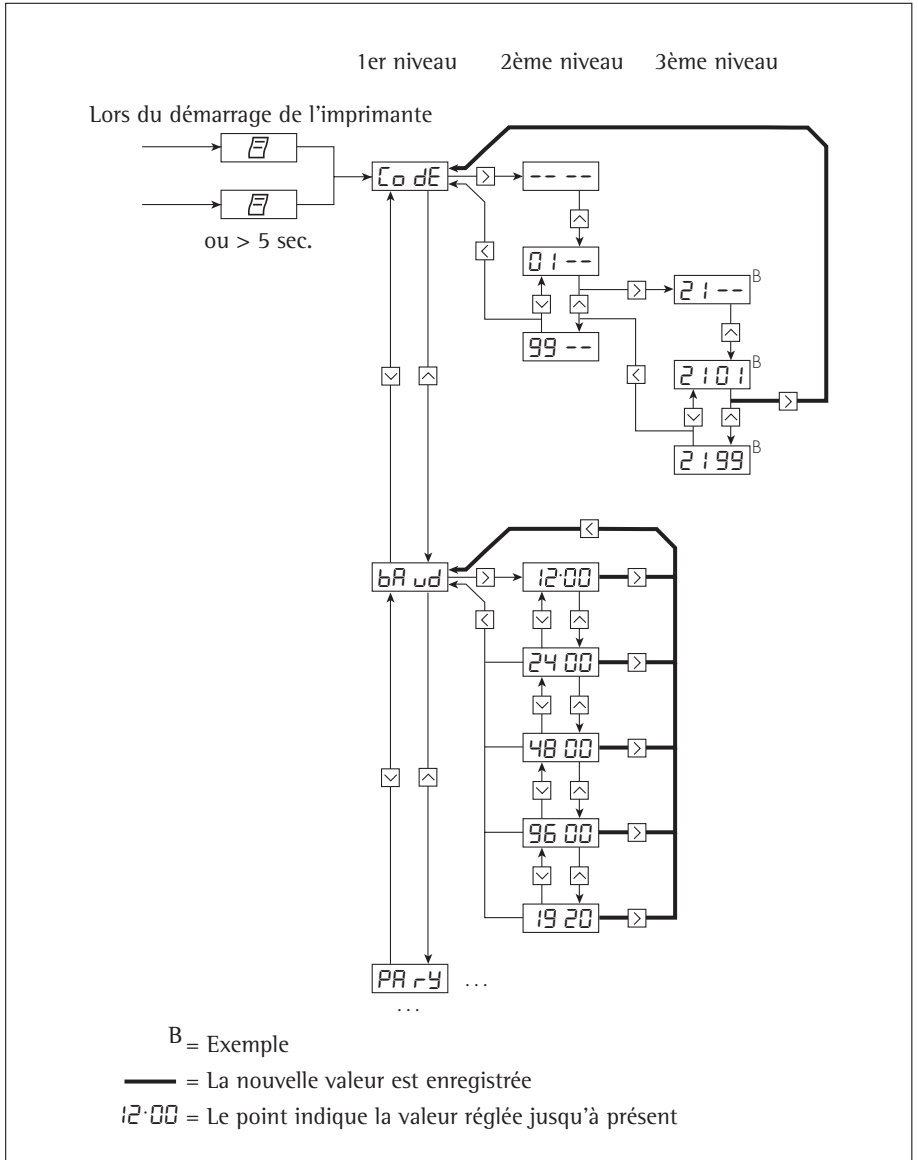 1er niveau 2ème niveau 3ème niveau
Lors du démarrage de l'imprimante
ou > 5 sec.
Co dE
-- --
01 --
99 --
21 -- B
2101 B
2199 B
bA ud
12·00
24 00
48 00
96 00
19 20
PA rY ...
...
B = Exemple
= La nouvelle valeur est enregistrée
12·00 = Le point indique la valeur réglée jusqu'à présent